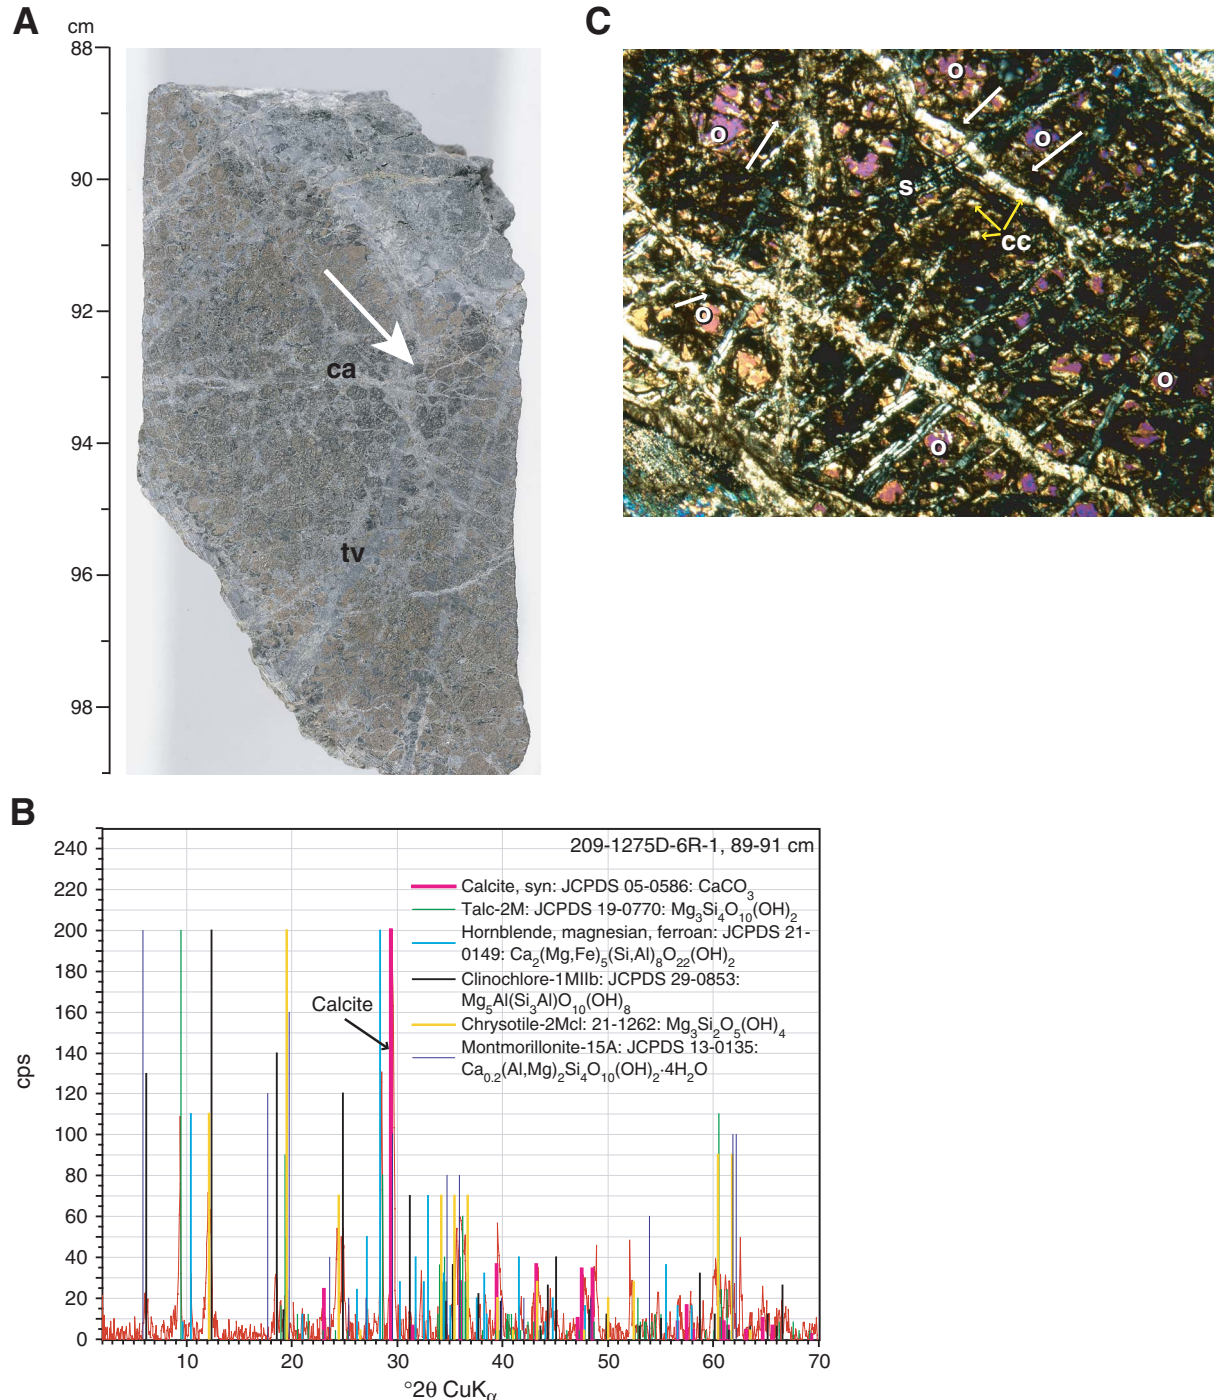 A
cm
88
90
92
94
96
98
ca
tv
C
o
o
o
s
cc
o
o
o
B
209-1275D-6R-1, 89-91 cm
Calcite, syn: JCPDS 05-0586: CaCO3
Talc-2M: JCPDS 19-0770: Mg3Si4O10(OH)2
Hornblende, magnesian, ferroan: JCPDS 21-
0149: Ca2(Mg,Fe)5(Si,Al)8O22(OH)2
Clinochlore-1MIIb: JCPDS 29-0853:
Mg5Al(Si3Al)O10(OH)8
Chrysotile-2Mcl: 21-1262: Mg3Si2O5(OH)4
Montmorillonite-15A: JCPDS 13-0135:
Ca0.2(Al,Mg)2Si4O10(OH)2·4H2O
Calcite
cps
240
220
200
180
160
140
120
100
80
60
40
20
0
10 20 30 40 50 60 70
°2θ CuKα